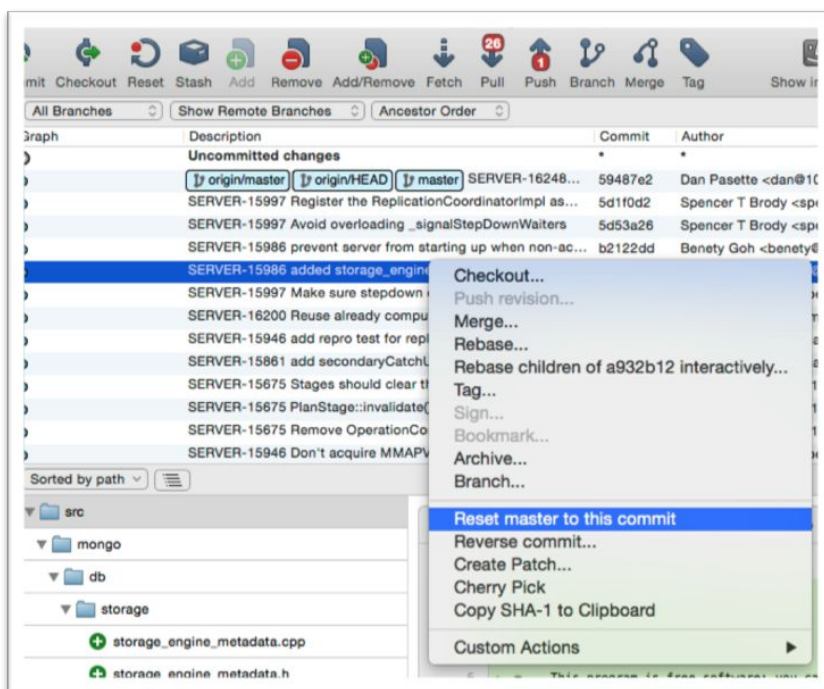 mit Checkout Reset Stash Add Remove Add/Remove Fetch 26 Pull 1 Push Branch Merge Tag Show in
All Branches Show Remote Branches Ancestor Order
Graph Description Commit Author
Uncommitted changes * *
origin/master origin/HEAD master SERVER-16248... 59487e2 Dan Pasette <dan@10
SERVER-15997 Register the ReplicationCoordinatorImpl as... 5d1f0d2 Spencer T Brody <spe
SERVER-15997 Avoid overloading _signalStepDownWaiters 5d53a26 Spencer T Brody <spe
SERVER-15986 prevent server from starting up when non-ac... b2122dd Benety Goh <benety@
SERVER-15986 added storage_engine
SERVER-15997 Make sure stepdown
SERVER-16200 Reuse already compu
SERVER-15946 add repro test for repl
SERVER-15861 add secondaryCatchU
SERVER-15675 Stages should clear th
SERVER-15675 PlanStage::invalidate()
SERVER-15675 Remove OperationCo
SERVER-15946 Don't acquire MMAPV
Checkout...
Push revision...
Merge...
Rebase...
Rebase children of a932b12 interactively...
Tag...
Sign...
Bookmark...
Archive...
Branch...
Reset master to this commit
Reverse commit...
Create Patch...
Cherry Pick
Copy SHA-1 to Clipboard
Custom Actions
Sorted by path
src
mongo
db
storage
storage_engine_metadata.cpp
storage_engine_metadata.h
This program is free software: you ca